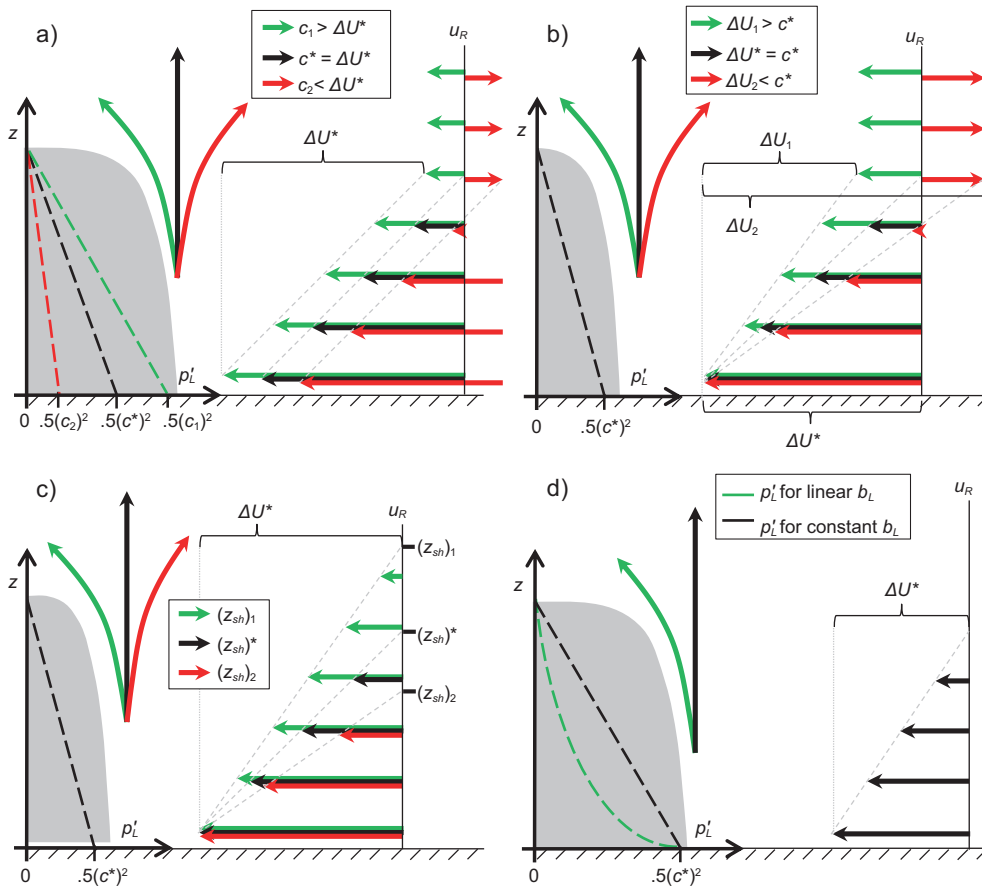 a)
c₁ > ΔU*
c* = ΔU*
c₂ < ΔU*
u_R
z
ΔU*
p'_L
0
.5(c₂)²
.5(c*)²
.5(c₁)²
b)
ΔU₁ > c*
ΔU* = c*
ΔU₂ < c*
u_R
z
ΔU₁
ΔU₂
p'_L
0
.5(c*)²
ΔU*
c)
u_R
ΔU*
z
(z_sh)₁
(z_sh)₁
(z_sh)*
(z_sh)₂
(z_sh)*
(z_sh)₂
p'_L
0
.5(c*)²
d)
p'_L for linear b_L
p'_L for constant b_L
u_R
z
ΔU*
p'_L
0
.5(c*)²